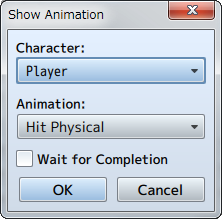 Show Animation
Character:
Player
Animation:
Hit Physical
Wait for Completion
OK Cancel